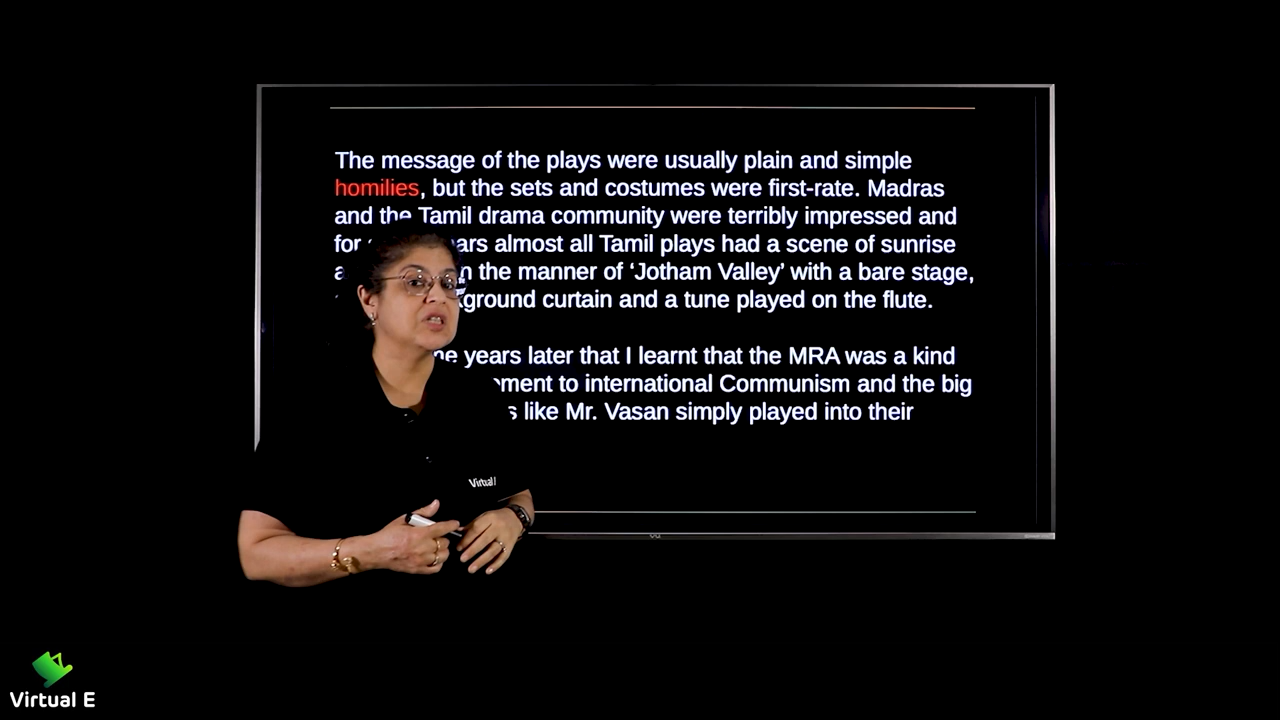 The message of the plays were usually plain and simple
homilies, but the sets and costumes were first-rate. Madras
and the Tamil drama community were terribly impressed and
for almost all Tamil plays had a scene of sunrise
the manner of ‘Jotham Valley’ with a bare stage,
curtain and a tune played on the flute.
years later that I learnt that the MRA was a kind
to international Communism and the big
like Mr. Vasan simply played into their
Virtual
Virtual E